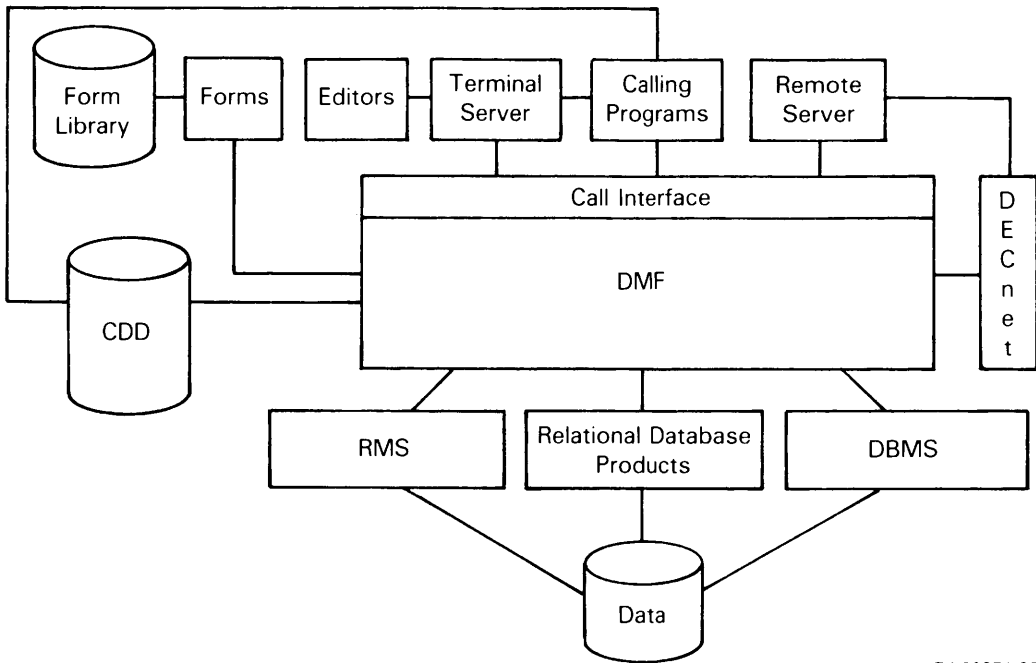 Form
Library
Forms
Editors
Terminal
Server
Calling
Programs
Remote
Server
Call Interface
DECnet
DMF
CDD
RMS
Relational Database
Products
DBMS
Data